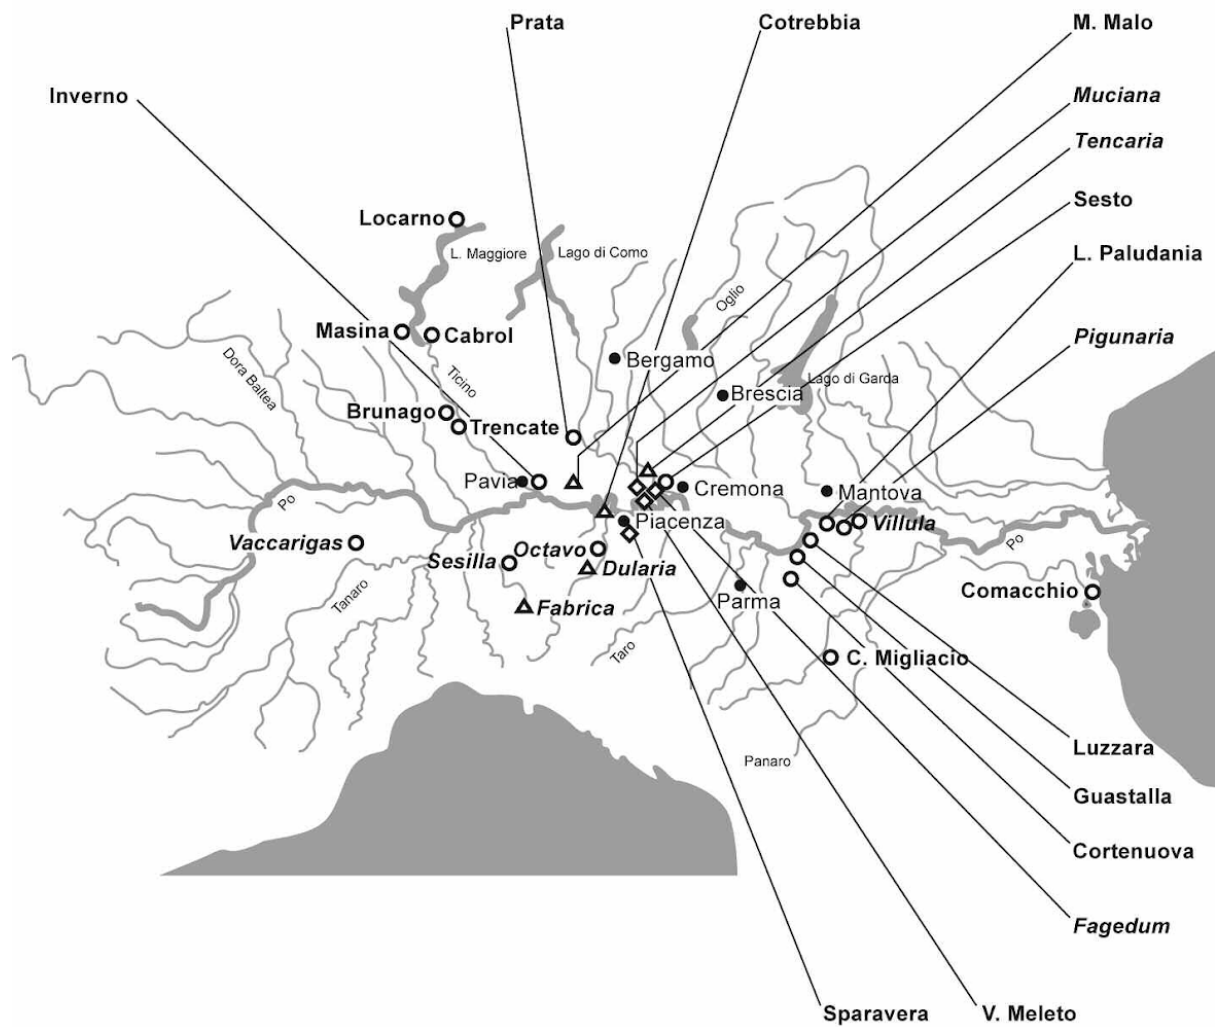 Prata
Cotrebbia
M. Malo
Inverno
Muciana
Tencaria
Sesto
Locarno
L. Maggiore
Lago di Como
L. Paludania
Oglio
Masina
Cabrol
Pigunaria
Dora Baltea
Ticino
Bergamo
Lago di Garda
Brescia
Brunago
Trencate
Pavia
Cremona
Mantova
Po
Piacenza
Villula
Vaccarigas
Sesilla
Octavo
Dularia
Po
Tanaro
Fabrica
Parma
Comacchio
Taro
C. Migliacio
Panaro
Luzzara
Guastalla
Cortenuova
Fagedum
Sparavera
V. Meleto